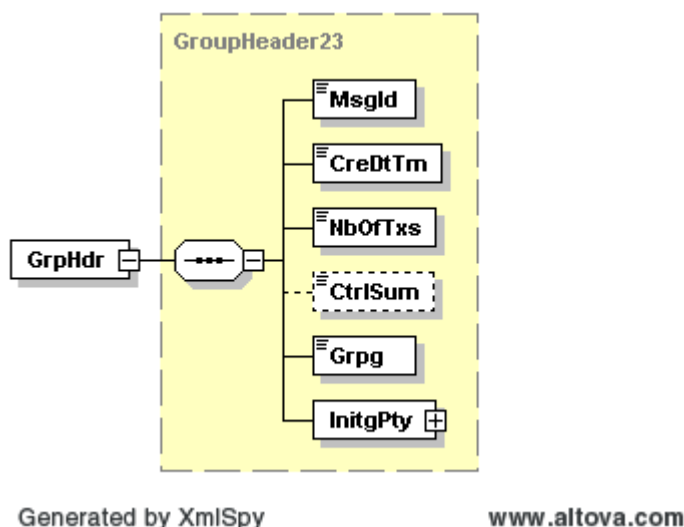 GroupHeader23
MsgId
CreDtTm
NbOfTxs
GrpHdr
CtrlSum
Grpg
InitgPty
Generated by XmlSpy www.altova.com